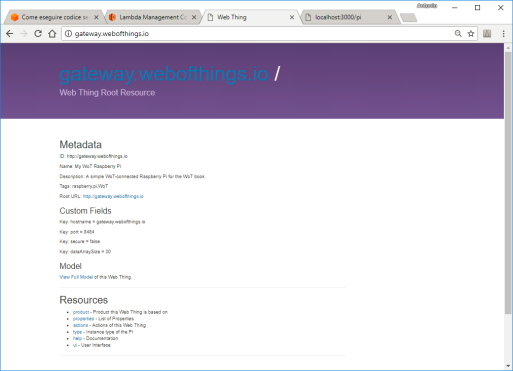 Antonio
Come eseguire codice se
Lambda Management Co
Web Thing
localhost:3000/pi
gateway.webofthings.io
gateway.webofthings.io /
Web Thing Root Resource
Metadata
ID: http://gateway.webofthings.io
Name: My WoT Raspberry PI
Description: A simple WoT-connected Raspberry PI for the WoT book.
Tags: raspberry,pi,WoT
Root URL: http://gateway.webofthings.io
Custom Fields
Key: hostname = gateway.webofthings.io
Key: port = 8484
Key: secure = false
Key: dataArraySize = 30
Model
View Full Model of this Web Thing.
Resources
product - Product this Web Thing is based on
properties - List of Properties
actions - Actions of this Web Thing
type - Instance type of the Pi
help - Documentation
ui - User Interface